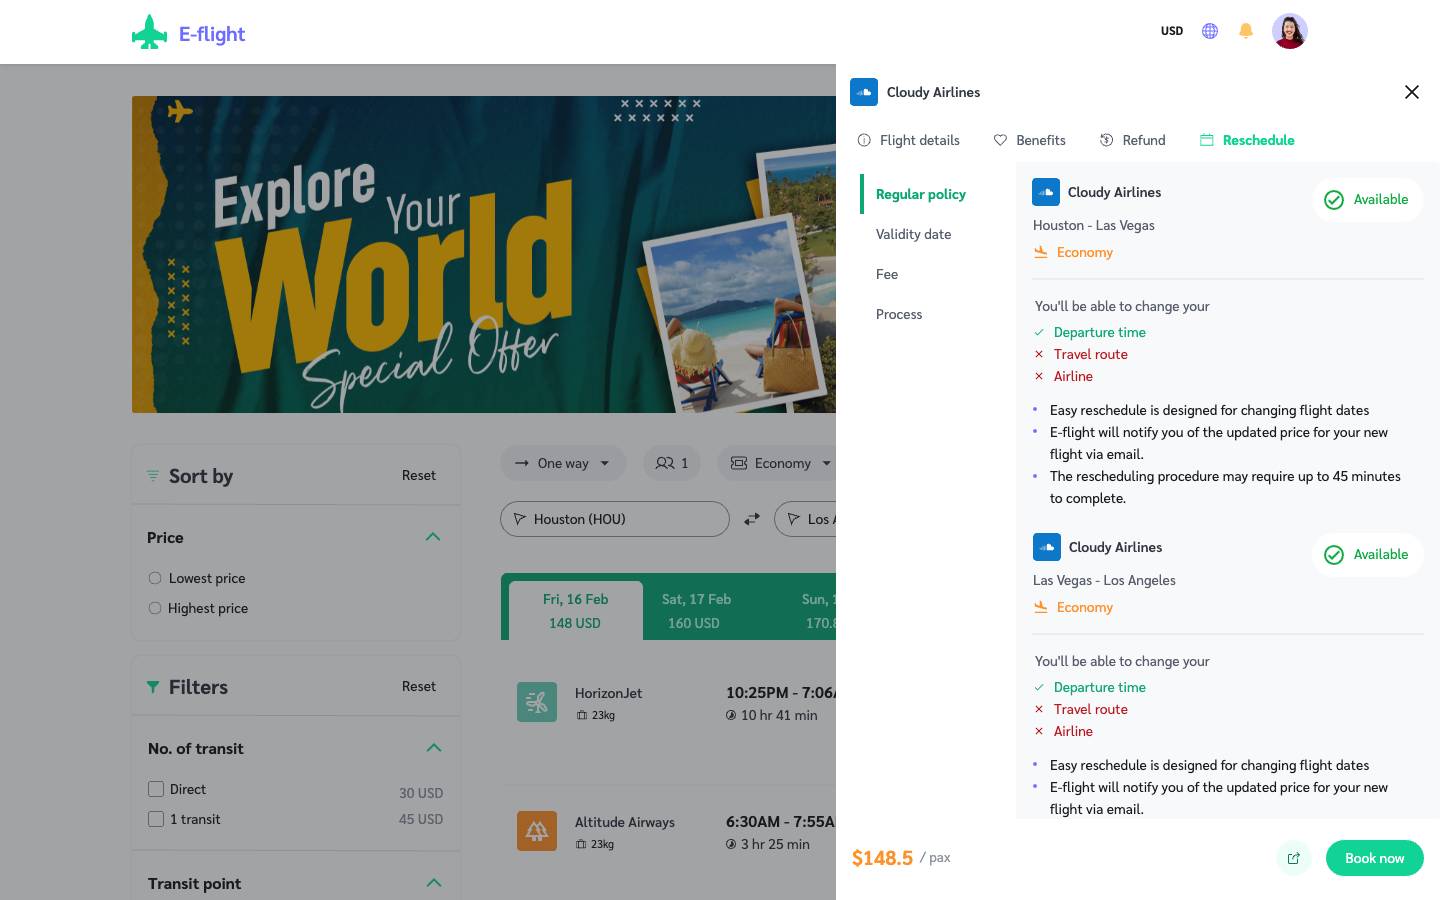 E-flight
USD
Explore
Your
World
Special Offer
Sort by
Reset
Price
Lowest price
Highest price
Filters
Reset
No. of transit
Direct
30 USD
1 transit
45 USD
Transit point
One way
1
Economy
Houston (HOU)
Los
Fri, 16 Feb
148 USD
Sat, 17 Feb
160 USD
Sun,
HorizonJet
23kg
10:25PM - 7:06A
10 hr 41 min
Altitude Airways
23kg
6:30AM - 7:55A
3 hr 25 min
Cloudy Airlines
Flight details
Benefits
Refund
Reschedule
Regular policy
Validity date
Fee
Process
Cloudy Airlines
Available
Houston - Las Vegas
Economy
You'll be able to change your
Departure time
Travel route
Airline
Easy reschedule is designed for changing flight dates
E-flight will notify you of the updated price for your new
flight via email.
The rescheduling procedure may require up to 45 minutes
to complete.
Cloudy Airlines
Available
Las Vegas - Los Angeles
Economy
You'll be able to change your
Departure time
Travel route
Airline
Easy reschedule is designed for changing flight dates
E-flight will notify you of the updated price for your new
flight via email.
$148.5 / pax
Book now